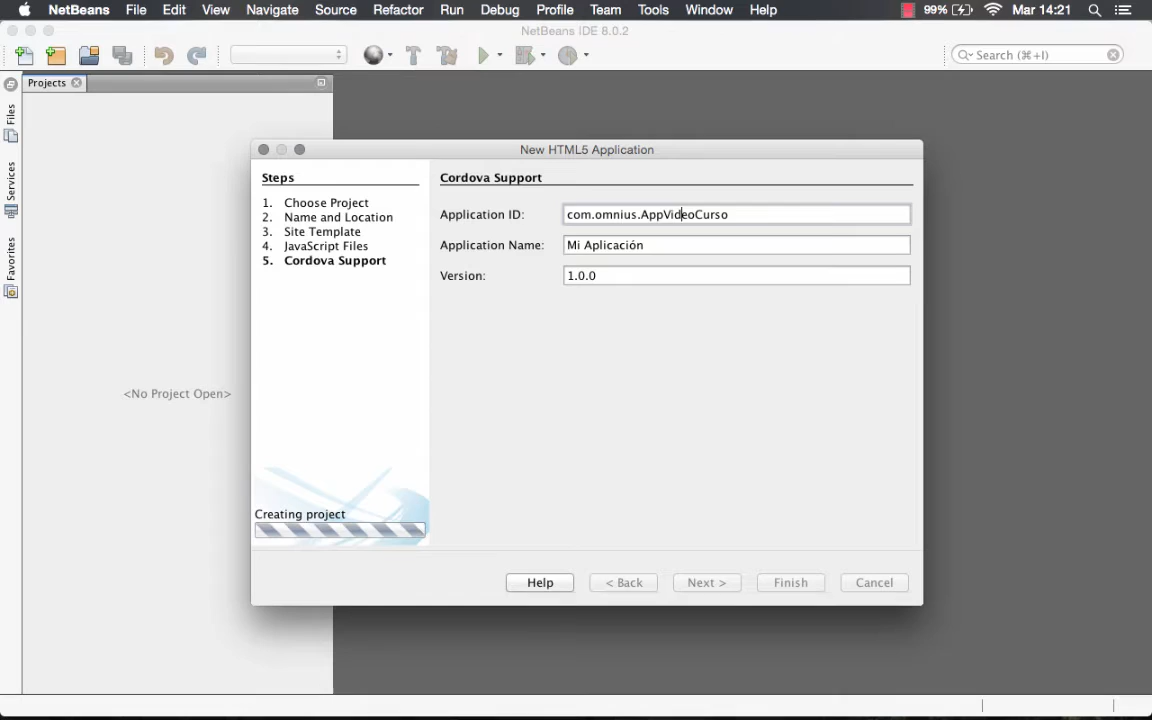 NetBeans File Edit View Navigate Source Refactor Run Debug Profile Team Tools Window Help 99% Mar 14:21
NetBeans IDE 8.0.2
Search (⌘+I)
Projects
Files
Services
Favorites
<No Project Open>
New HTML5 Application
Steps
1. Choose Project
2. Name and Location
3. Site Template
4. JavaScript Files
5. Cordova Support
Creating project
Cordova Support
Application ID: com.omnius.AppVideoCurso
Application Name: Mi Aplicación
Version: 1.0.0
Help < Back Next > Finish Cancel